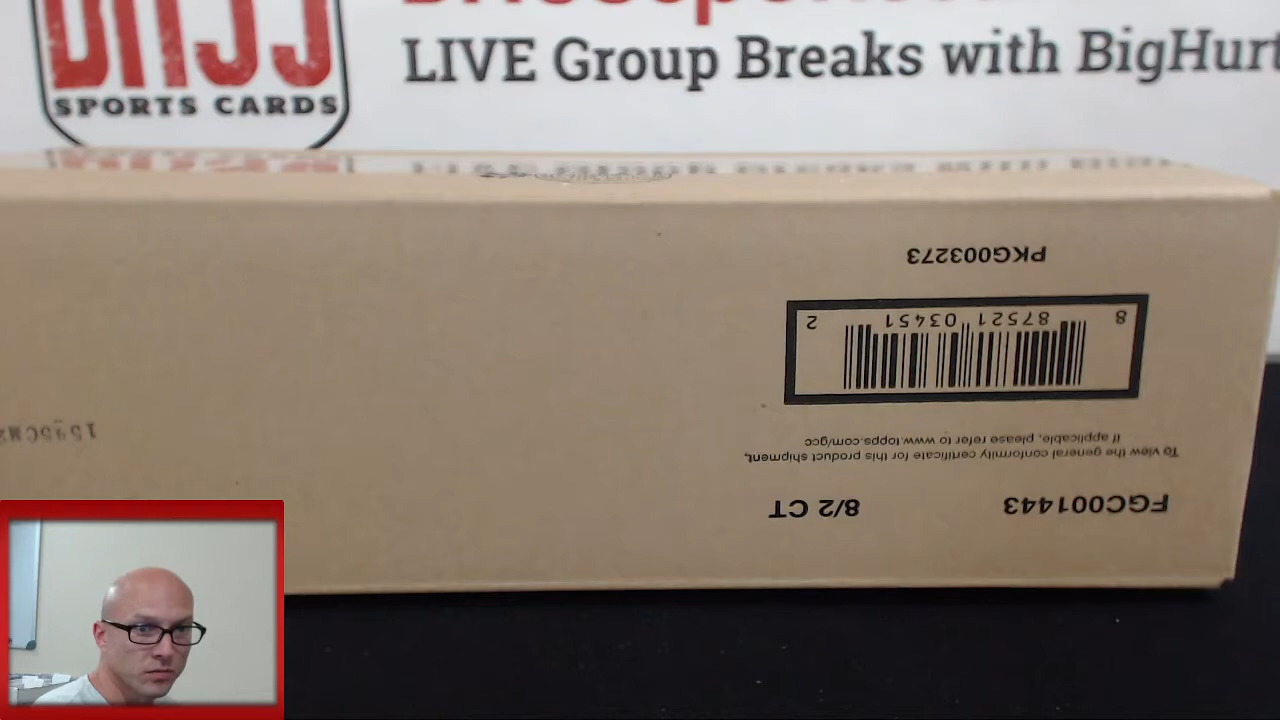 SPORTS CARDS
LIVE Group Breaks with BigHurt
PKG003273
8 87521 03451 2
To view the general conformity certificate for this product shipment,
if applicable, please refer to www.topps.com/gcc
FGC001443 8/2 CT